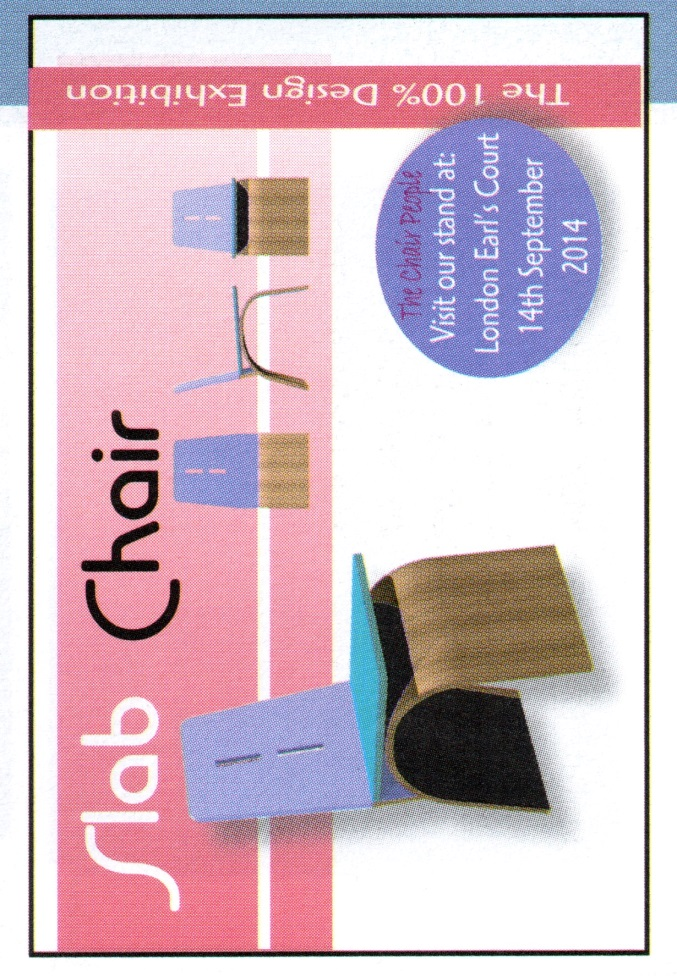 Slab Chair
The 100% Design Exhibition
The Chair People
Visit our stand at:
London Earl's Court
14th September
2014